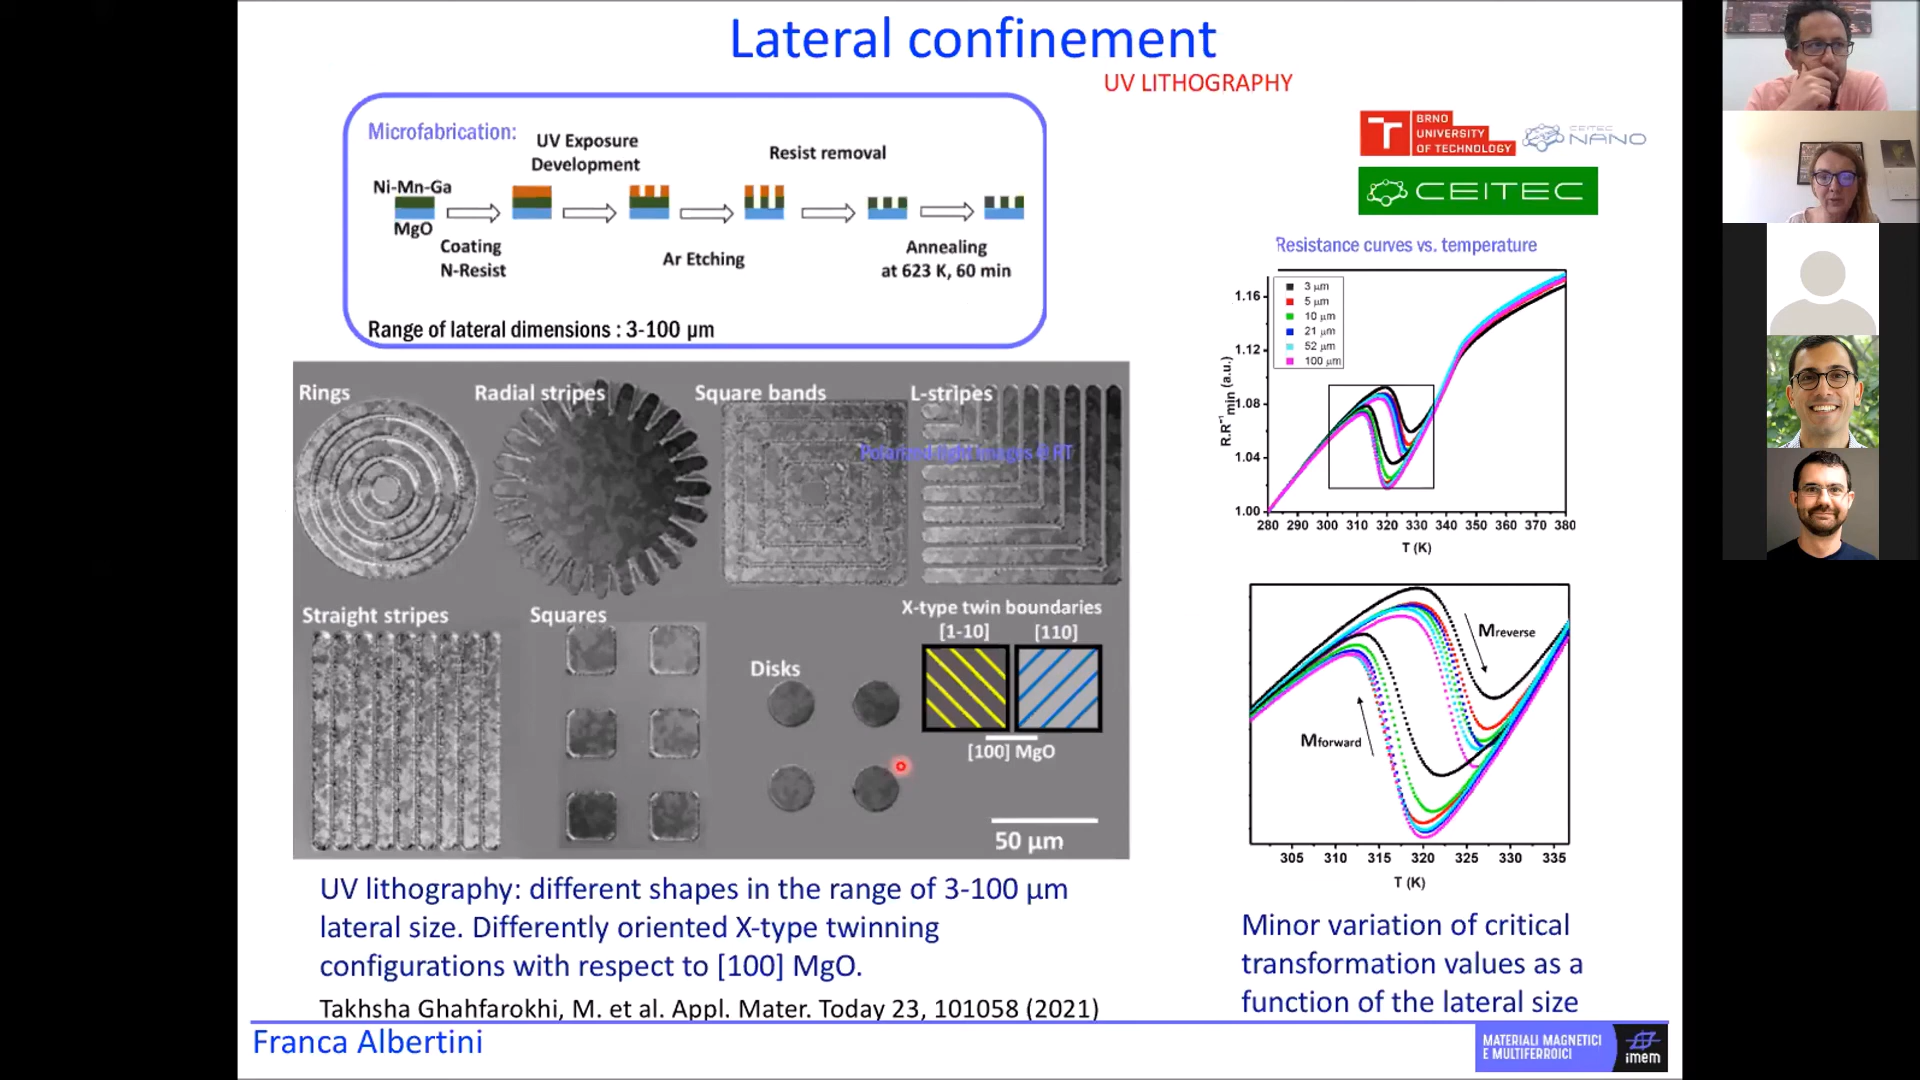 Lateral confinement
UV LITHOGRAPHY
Microfabrication:
UV Exposure
Development
Resist removal
Ni-Mn-Ga
MgO
Coating
N-Resist
Ar Etching
Annealing
at 623 K, 60 min
Range of lateral dimensions : 3-100 µm
BRNO
UNIVERSITY
OF TECHNOLOGY
CEITEC
NANO
CEITEC
Rings
Radial stripes
Square bands
L-stripes
Polarized light images @ RT
Straight stripes
Squares
Disks
X-type twin boundaries
[1-10]
[110]
[100] MgO
50 µm
Resistance curves vs. temperature
3 µm
5 µm
10 µm
21 µm
52 µm
100 µm
1.16
1.12
1.08
1.04
1.00
R.R⁻¹min (a.u.)
280 290 300 310 320 330 340 350 360 370 380
T (K)
Mreverse
Mforward
305 310 315 320 325 330 335
T (K)
UV lithography: different shapes in the range of 3-100 µm
lateral size. Differently oriented X-type twinning
configurations with respect to [100] MgO.
Takhsha Ghahfarokhi, M. et al. Appl. Mater. Today 23, 101058 (2021)
Minor variation of critical
transformation values as a
function of the lateral size
Franca Albertini
MATERIALI MAGNETICI
E MULTIFERROICI
imem